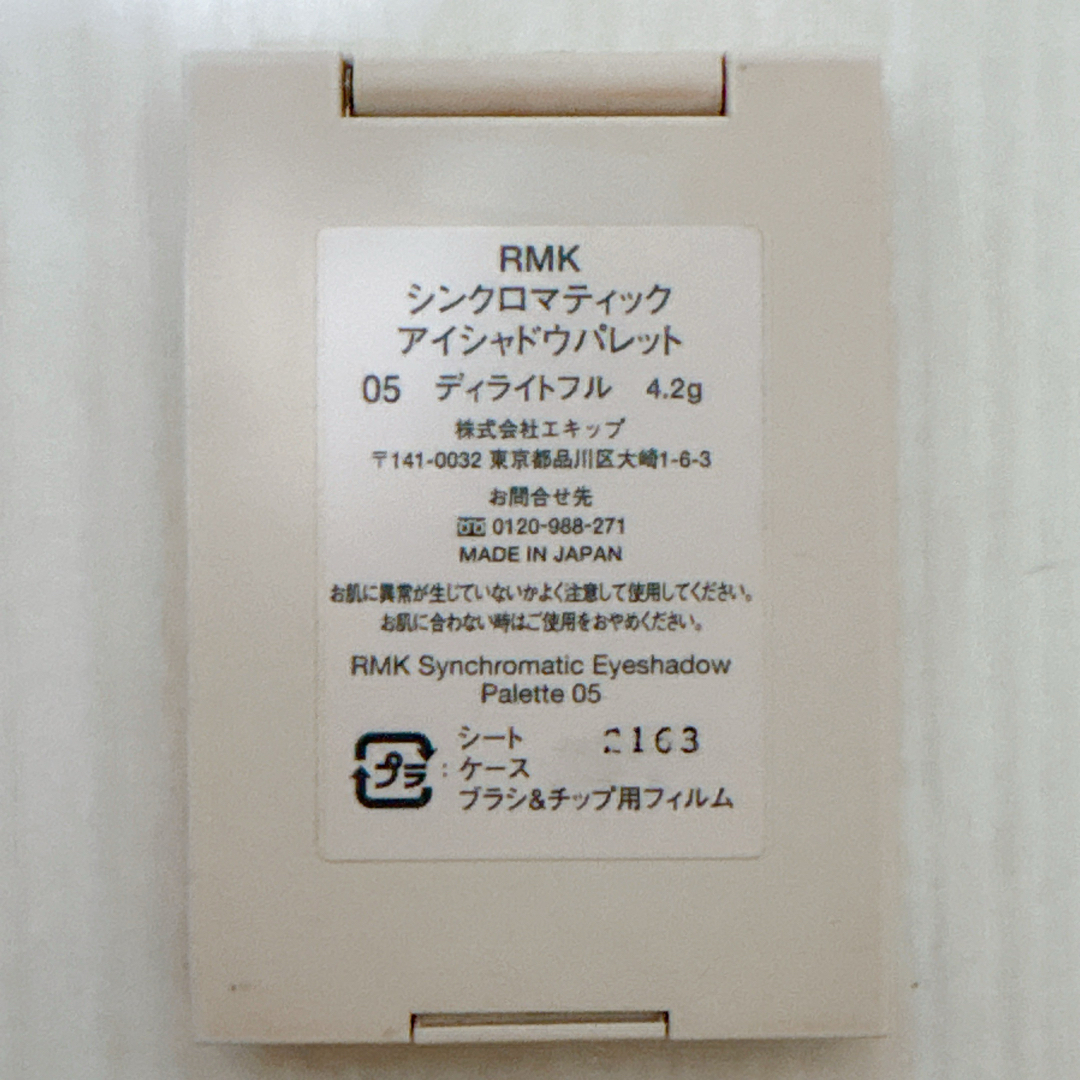 RMK
シンクロマティック
アイシャドウパレット
05 ディライトフル 4.2g
株式会社エキップ
〒141-0032 東京都品川区大崎1-6-3
お問合せ先
0120-988-271
MADE IN JAPAN
お肌に異常が生じていないかよく注意して使用してください。
お肌に合わない時はご使用をおやめください。
RMK Synchromatic Eyeshadow
Palette 05
シート 2163
プラ : ケース
ブラシ&チップ用フィルム